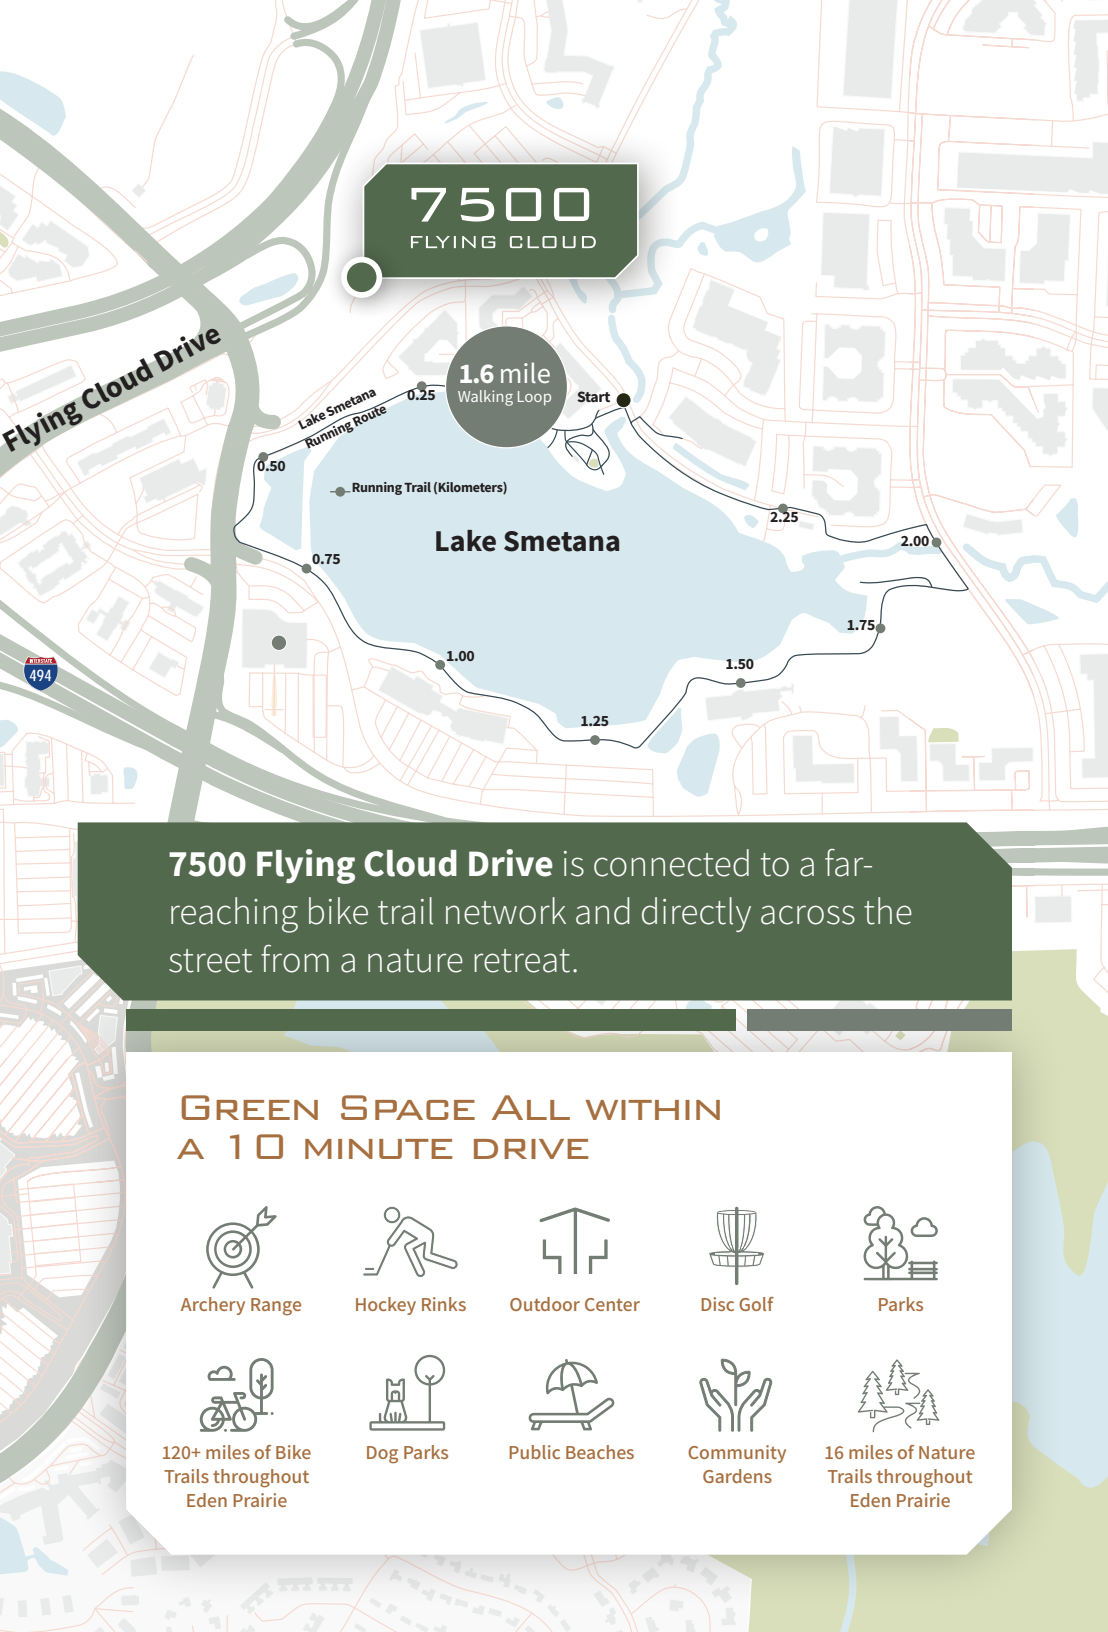 7500
FLYING CLOUD
Flying Cloud Drive
1.6 mile
Walking Loop
Start
0.25
Lake Smetana
Running Route
0.50
Running Trail (Kilometers)
2.25
Lake Smetana
2.00
0.75
1.75
1.00
1.50
INTERSTATE
494
1.25
7500 Flying Cloud Drive is connected to a far-
reaching bike trail network and directly across the
street from a nature retreat.
GREEN SPACE ALL WITHIN
A 10 MINUTE DRIVE
Archery Range
Hockey Rinks
Outdoor Center
Disc Golf
Parks
120+ miles of Bike
Trails throughout
Eden Prairie
Dog Parks
Public Beaches
Community
Gardens
16 miles of Nature
Trails throughout
Eden Prairie